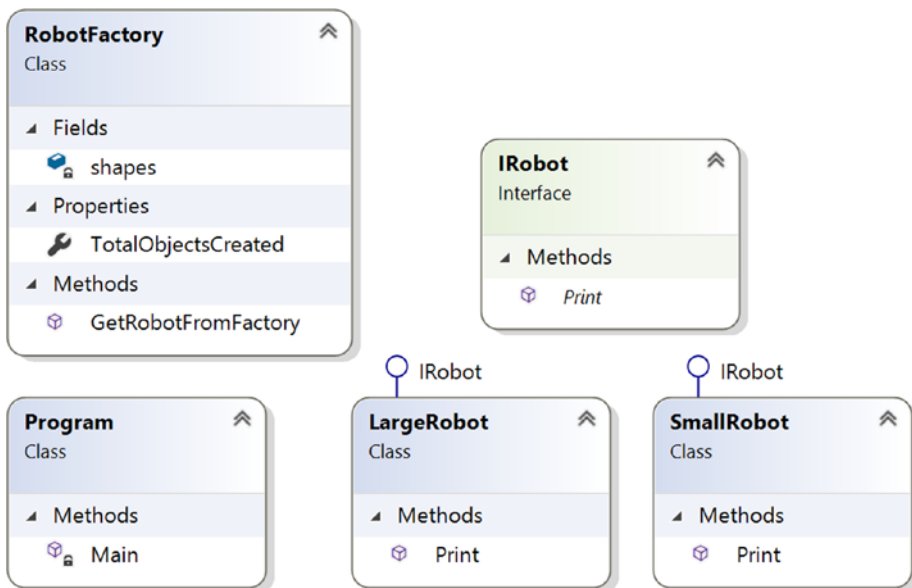 RobotFactory
Class
Fields
shapes
Properties
TotalObjectsCreated
Methods
GetRobotFromFactory
IRobot
Interface
Methods
Print
Program
Class
Methods
Main
IRobot
LargeRobot
Class
Methods
Print
IRobot
SmallRobot
Class
Methods
Print